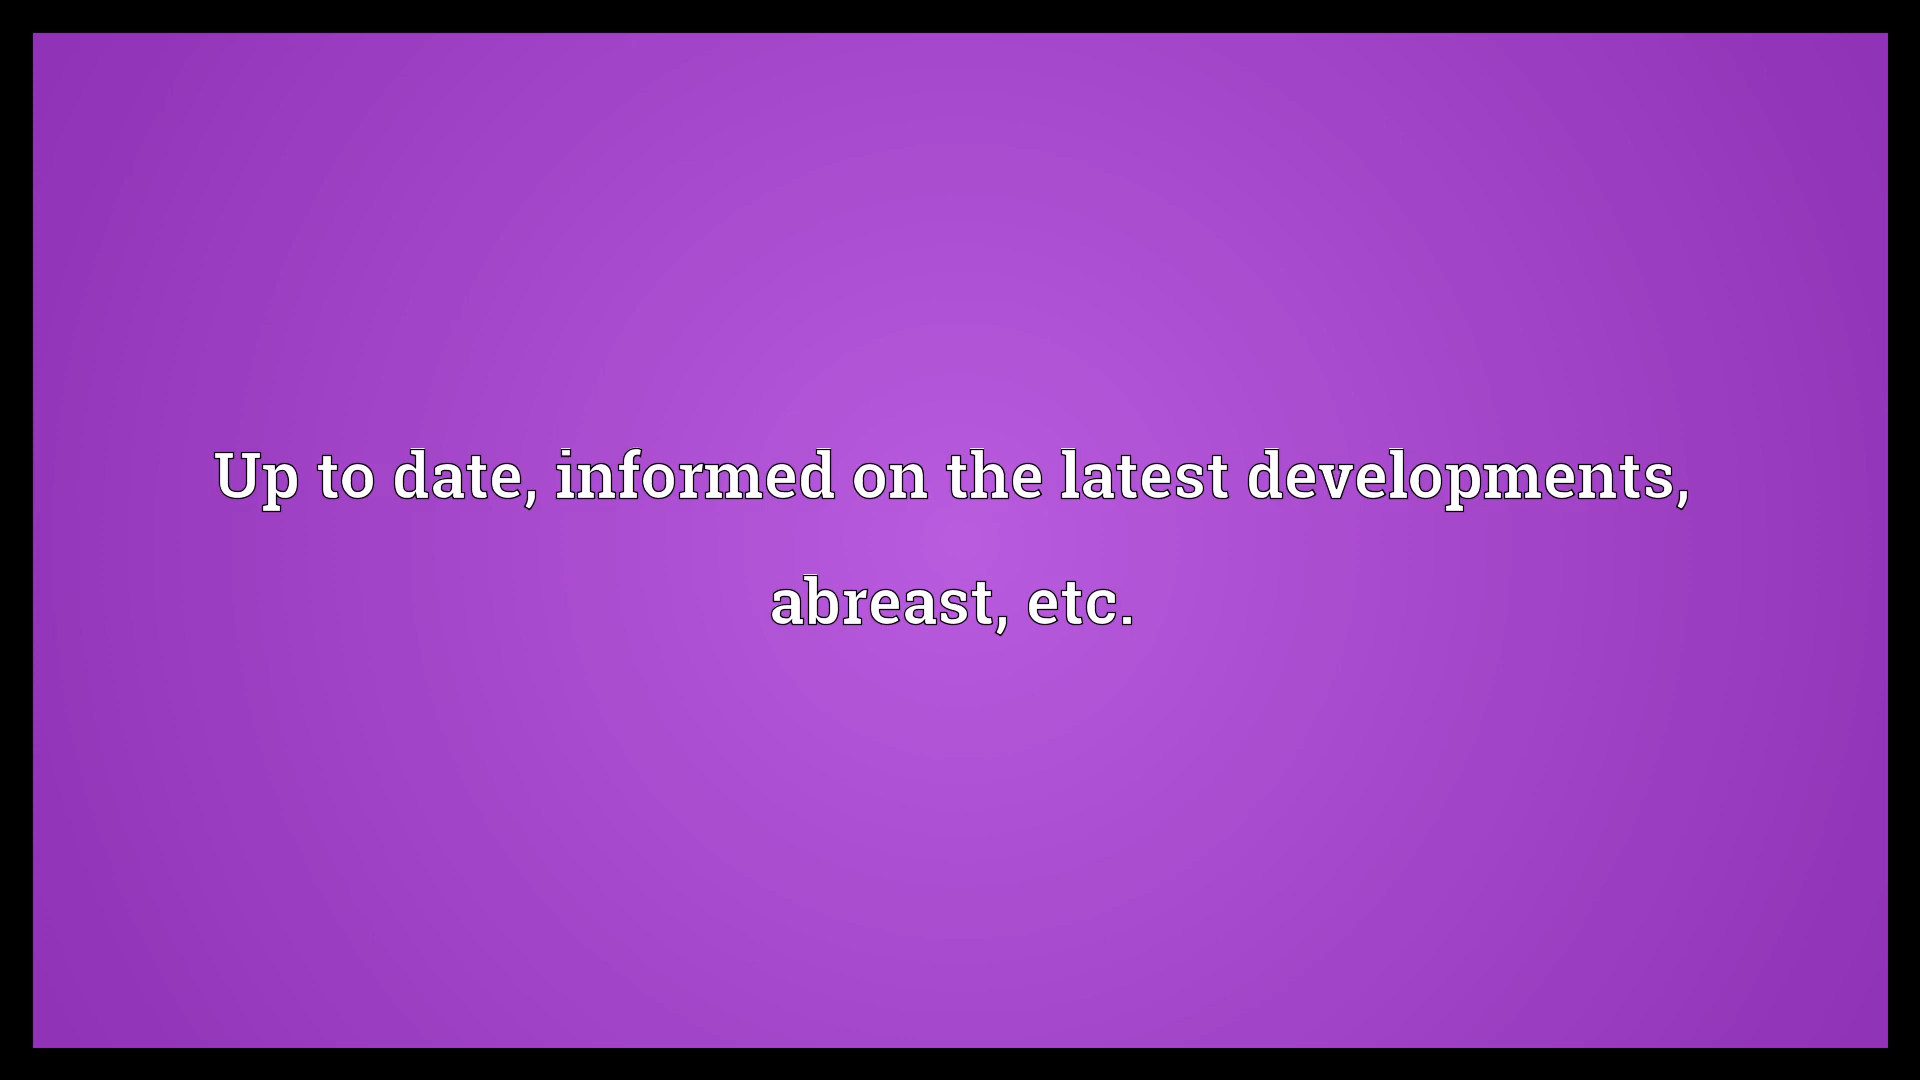 Up to date, informed on the latest developments,
abreast, etc.